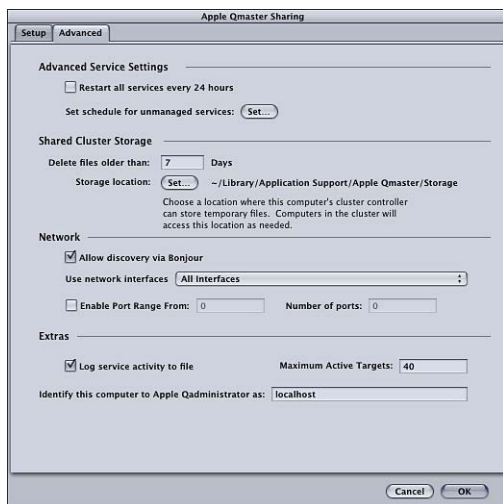 Apple Qmaster Sharing
Setup Advanced
Advanced Service Settings
Restart all services every 24 hours
Set schedule for unmanaged services: Set...
Shared Cluster Storage
Delete files older than: 7 Days
Storage location: Set... ~/Library/Application Support/Apple Qmaster/Storage
Choose a location where this computer's cluster controller
can store temporary files. Computers in the cluster will
access this location as needed.
Network
Allow discovery via Bonjour
Use network interfaces All Interfaces
Enable Port Range From: 0 Number of ports: 0
Extras
Log service activity to file Maximum Active Targets: 40
Identify this computer to Apple Qadministrator as: localhost
Cancel OK